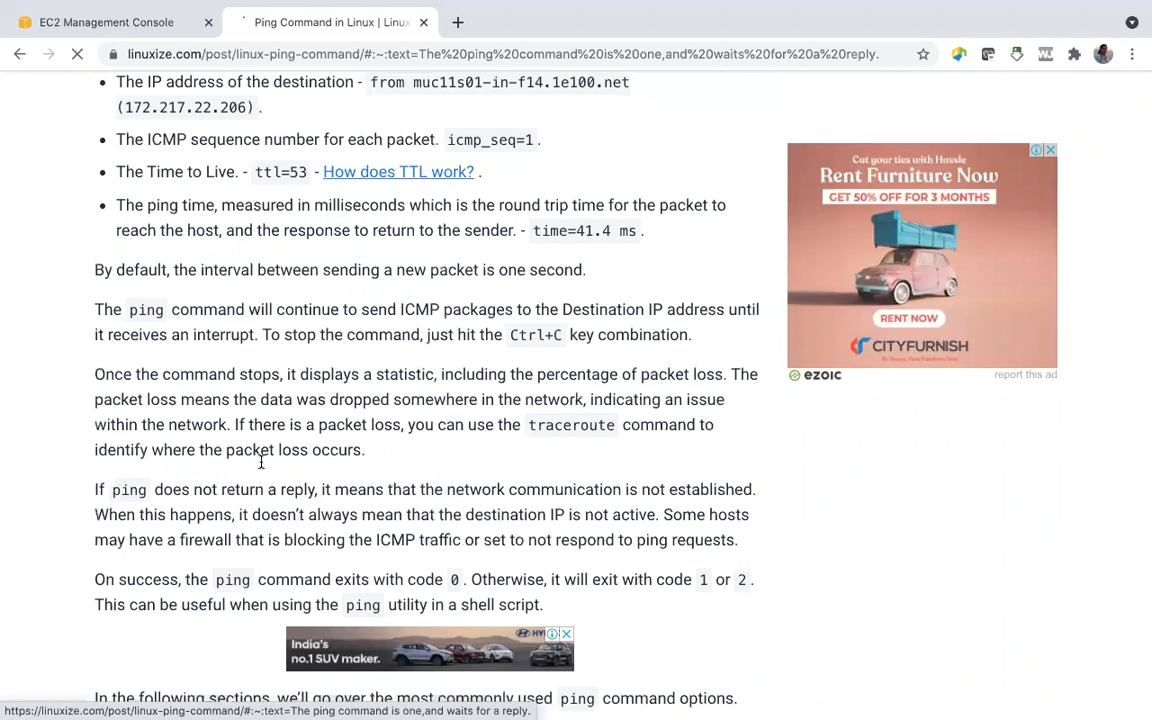 EC2 Management Console
Ping Command in Linux | Linux
linuxize.com/post/linux-ping-command/#:~:text=The%20ping%20command%20is%20one,and%20waits%20for%20a%20reply.
• The IP address of the destination - from muc11s01-in-f14.1e100.net
(172.217.22.206) .
• The ICMP sequence number for each packet. icmp_seq=1 .
• The Time to Live. - ttl=53 - How does TTL work? .
• The ping time, measured in milliseconds which is the round trip time for the packet to
reach the host, and the response to return to the sender. - time=41.4 ms .
By default, the interval between sending a new packet is one second.
The ping command will continue to send ICMP packages to the Destination IP address until
it receives an interrupt. To stop the command, just hit the Ctrl+C key combination.
Once the command stops, it displays a statistic, including the percentage of packet loss. The
packet loss means the data was dropped somewhere in the network, indicating an issue
within the network. If there is a packet loss, you can use the traceroute command to
identify where the packet loss occurs.
If ping does not return a reply, it means that the network communication is not established.
When this happens, it doesn't always mean that the destination IP is not active. Some hosts
may have a firewall that is blocking the ICMP traffic or set to not respond to ping requests.
On success, the ping command exits with code 0 . Otherwise, it will exit with code 1 or 2 .
This can be useful when using the ping utility in a shell script.
In the following sections, we'll go over the most commonly used ping command options.
Cut your ties with Hassle
Rent Furniture Now
GET 50% OFF FOR 3 MONTHS
RENT NOW
CITYFURNISH
ezoic
report this ad
India's
no.1 SUV maker.
https://linuxize.com/post/linux-ping-command/#:~:text=The ping command is one,and waits for a reply.